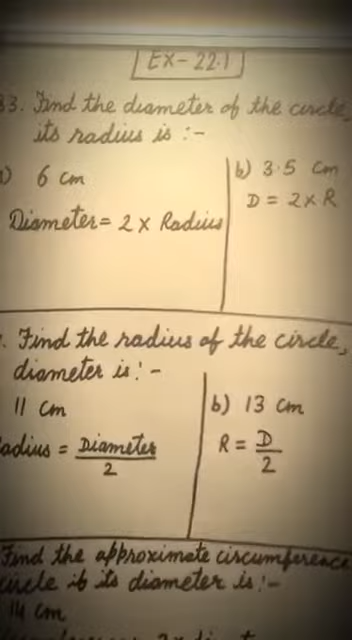 EX-22.1
33. Find the diameter of the circle,
its radius is :-
6 cm
Diameter = 2 x Radius
b) 3.5 cm
D = 2 x R
. Find the radius of the circle,
diameter is : -
11 cm
adius = Diameter
2
b) 13 cm
R = D
2
Find the approximate circumference
circle if its diameter is :-
14 cm